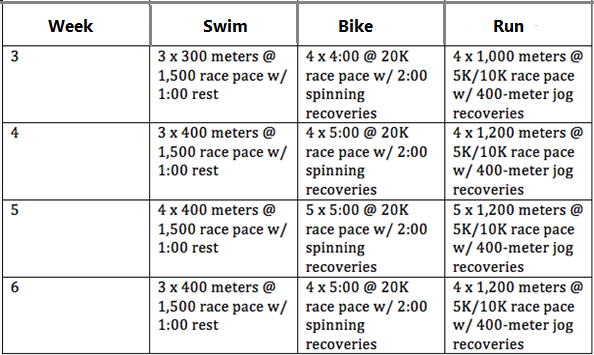 Week Swim Bike Run
3
3 x 300 meters @
1,500 race pace w/
1:00 rest
4 x 4:00 @ 20K
race pace w/ 2:00
spinning
recoveries
4 x 1,000 meters @
5K/10K race pace
w/ 400-meter jog
recoveries
4
3 x 400 meters @
1,500 race pace w/
1:00 rest
4 x 5:00 @ 20K
race pace w/ 2:00
spinning
recoveries
4 x 1,200 meters @
5K/10K race pace
w/ 400-meter jog
recoveries
5
4 x 400 meters @
1,500 race pace w/
1:00 rest
5 x 5:00 @ 20K
race pace w/ 2:00
spinning
recoveries
5 x 1,200 meters @
5K/10K race pace
w/ 400-meter jog
recoveries
6
3 x 400 meters @
1,500 race pace w/
1:00 rest
4 x 5:00 @ 20K
race pace w/ 2:00
spinning
recoveries
4 x 1,200 meters @
5K/10K race pace
w/ 400-meter jog
recoveries